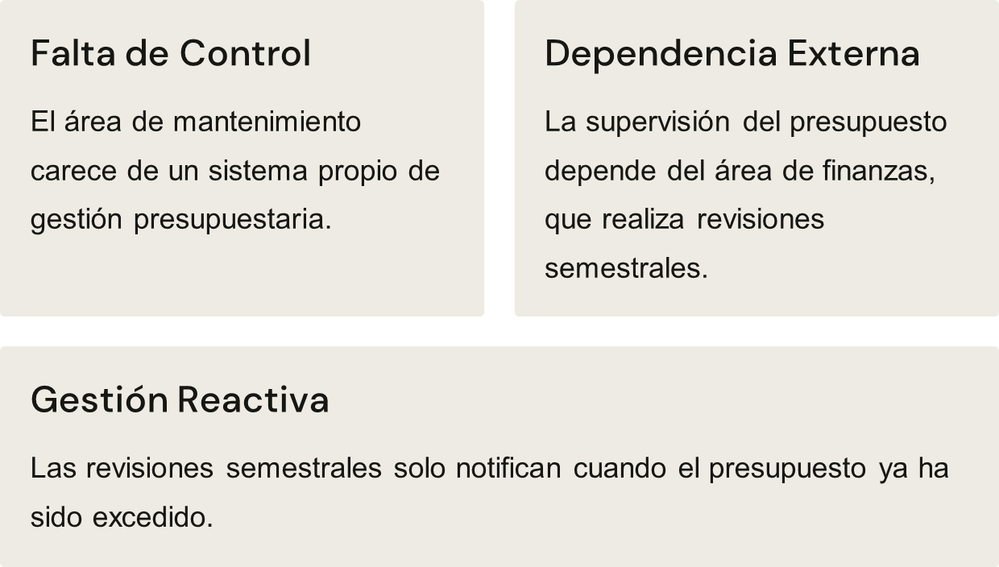 Falta de Control
El área de mantenimiento
carece de un sistema propio de
gestión presupuestaria.
Dependencia Externa
La supervisión del presupuesto
depende del área de finanzas,
que realiza revisiones
semestrales.
Gestión Reactiva
Las revisiones semestrales solo notifican cuando el presupuesto ya ha
sido excedido.